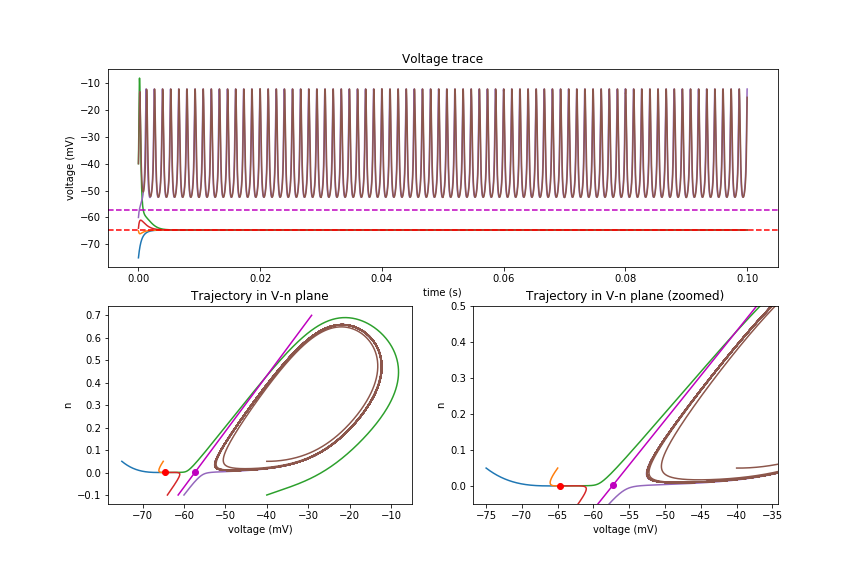 Voltage trace
voltage (mV)
−10
−20
−30
−40
−50
−60
−70
0.00 0.02 0.04 0.06 0.08 0.10
time (s)
Trajectory in V-n plane
n
0.7
0.6
0.5
0.4
0.3
0.2
0.1
0.0
−0.1
−70 −60 −50 −40 −30 −20 −10
voltage (mV)
Trajectory in V-n plane (zoomed)
n
0.5
0.4
0.3
0.2
0.1
0.0
−75 −70 −65 −60 −55 −50 −45 −40 −35
voltage (mV)